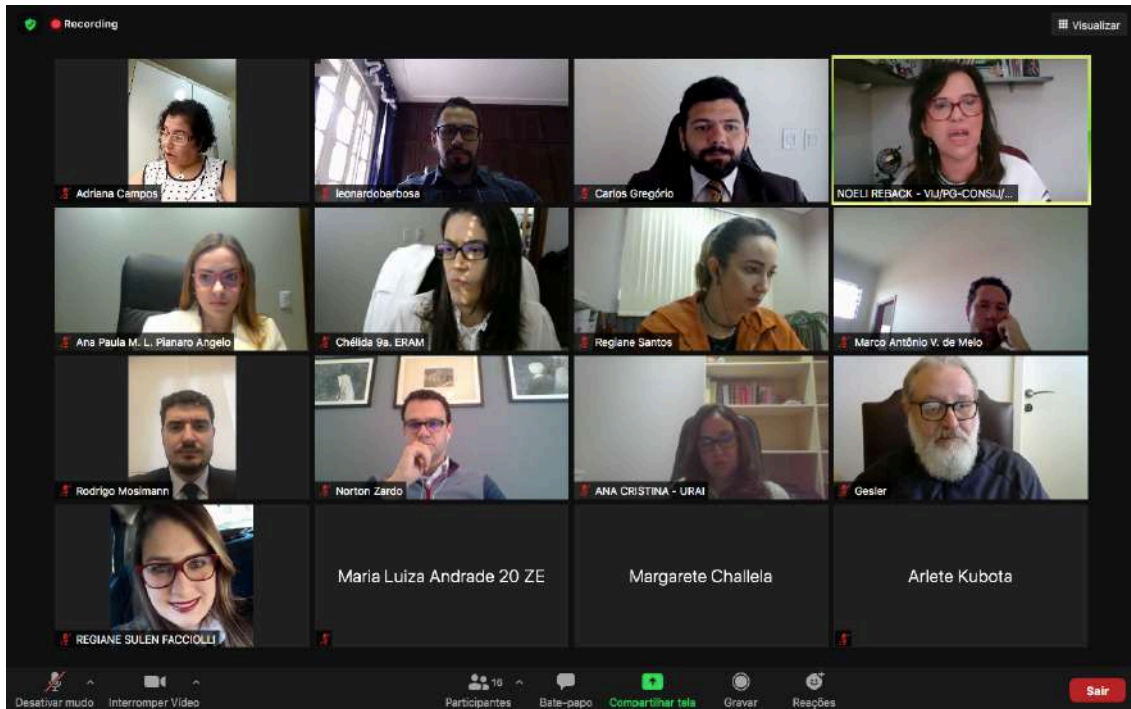 Recording
Visualizar
Adriana Campos
leonardobarbosa
Carlos Gregório
NOELI REBACK - VIJ/PG-CONSIJ/...
Ana Paula M. L. Pianaro Angelo
Chélida 9a. ERAM
Regiane Santos
Marco Antônio V. de Melo
Rodrigo Mosimann
Norton Zardo
ANA CRISTINA - URAI
Gesler
REGIANE SULEN FACCIOLLI
Maria Luiza Andrade 20 ZE
Margarete Challela
Arlete Kubota
Desativar mudo
Interromper Vídeo
16
Participantes
Bate-papo
Compartilhar tela
Gravar
Reações
Sair